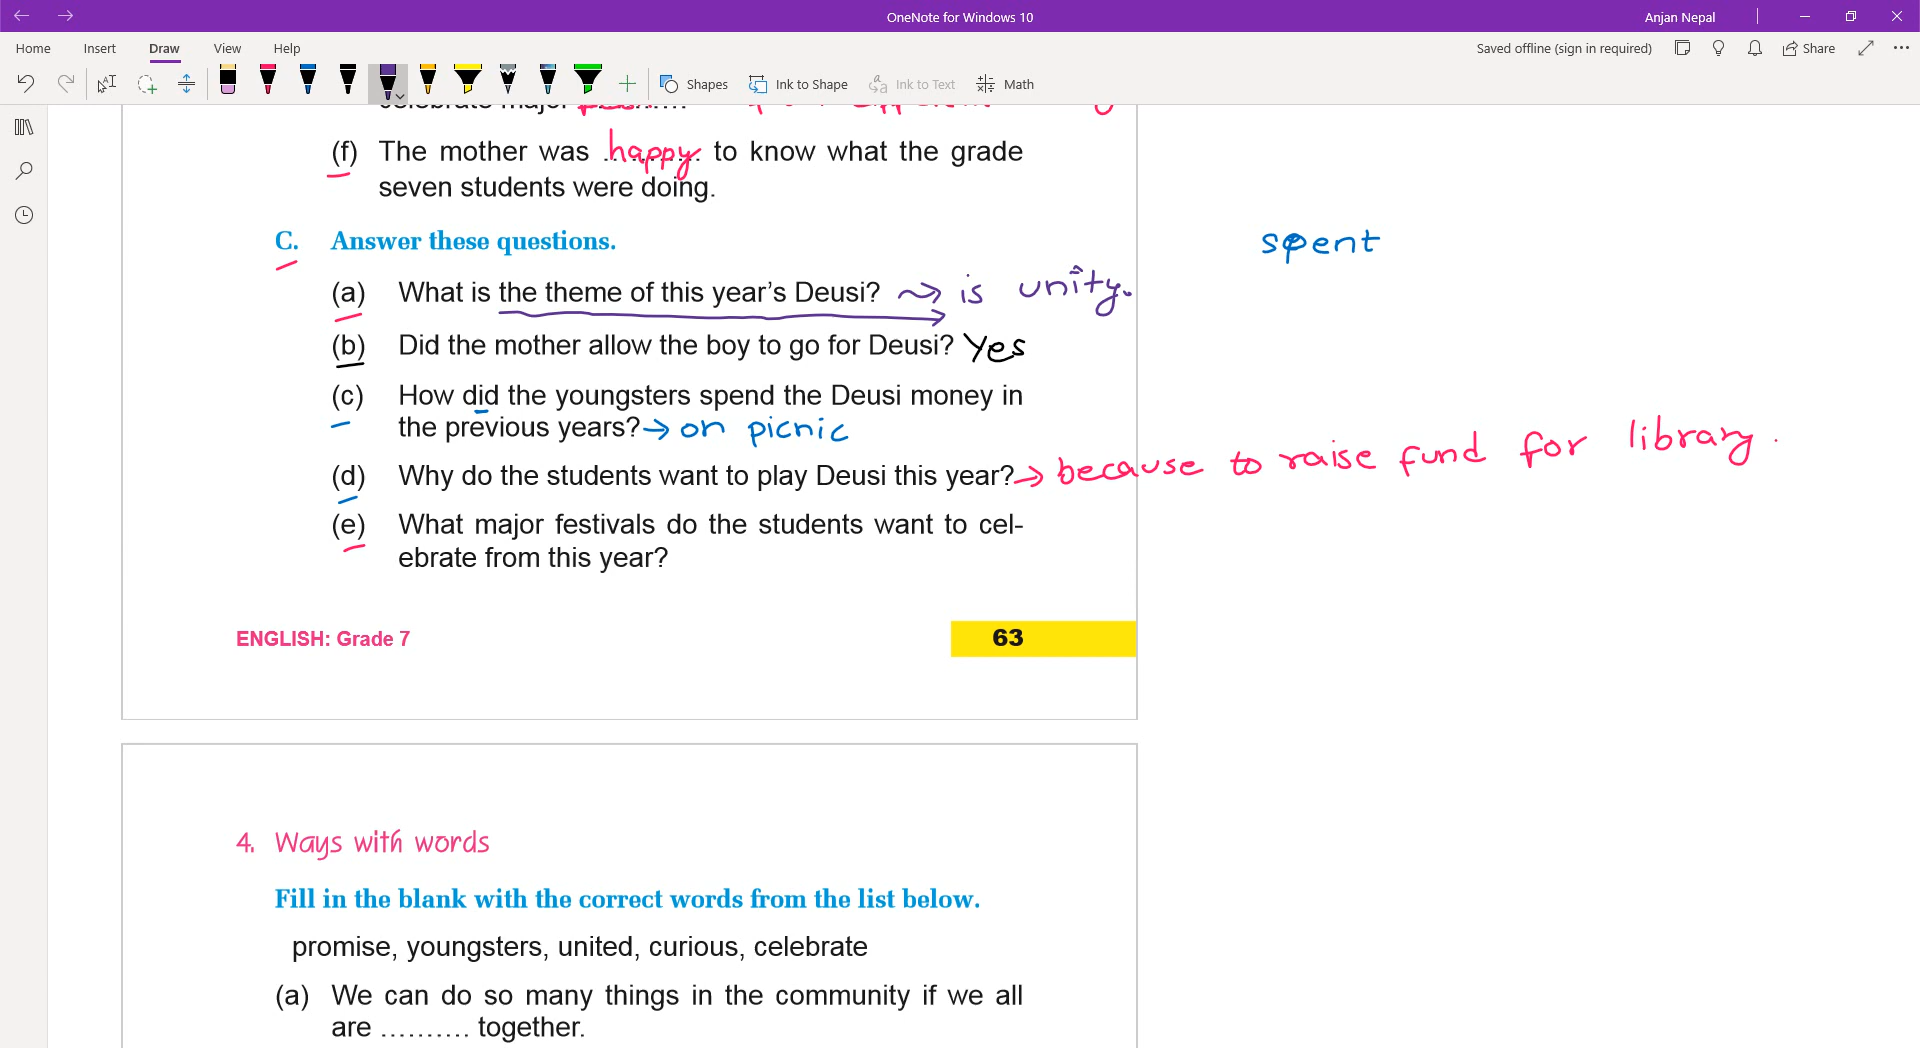 OneNote for Windows 10
Anjan Nepal
Home Insert Draw View Help
Saved offline (sign in required)
Share
Shapes
Ink to Shape
Ink to Text
Math
celebrate major
(f) The mother was happy to know what the grade
seven students were doing.
C. Answer these questions.
spent
(a) What is the theme of this year's Deusi? is unity.
(b) Did the mother allow the boy to go for Deusi? Yes
(c) How did the youngsters spend the Deusi money in
the previous years? → on picnic
(d) Why do the students want to play Deusi this year? → because to raise fund for library.
(e) What major festivals do the students want to cel-
ebrate from this year?
ENGLISH: Grade 7
63
4. Ways with words
Fill in the blank with the correct words from the list below.
promise, youngsters, united, curious, celebrate
(a) We can do so many things in the community if we all
are .......... together.